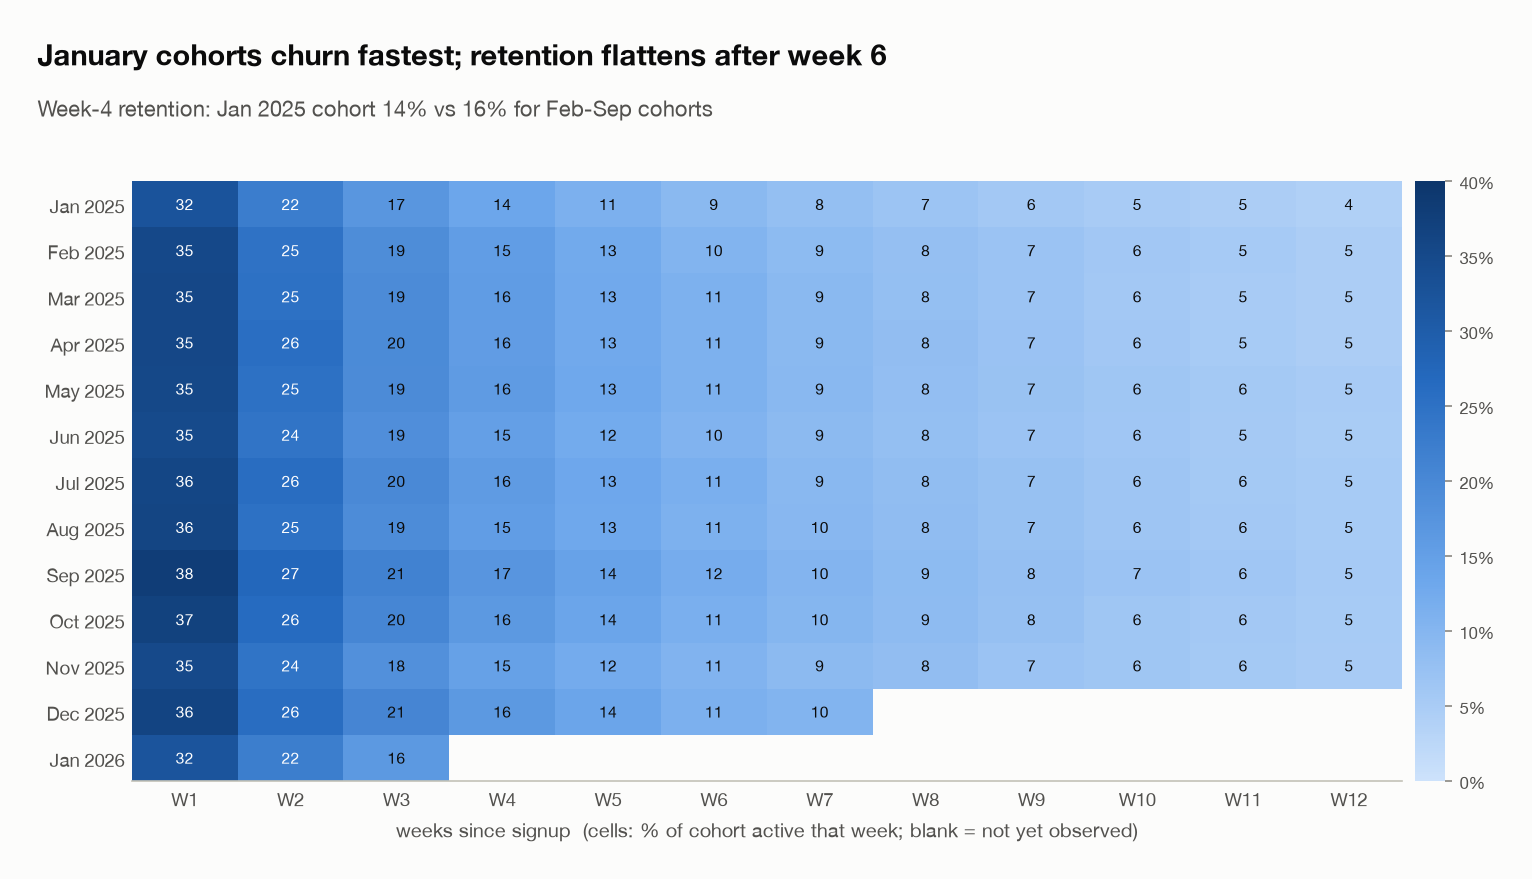 January cohorts churn fastest; retention flattens after week 6
Week-4 retention: Jan 2025 cohort 14% vs 16% for Feb-Sep cohorts
Jan 2025 32 22 17 14 11 9 8 7 6 5 5 4
Feb 2025 35 25 19 15 13 10 9 8 7 6 5 5
Mar 2025 35 25 19 16 13 11 9 8 7 6 5 5
Apr 2025 35 26 20 16 13 11 9 8 7 6 5 5
May 2025 35 25 19 16 13 11 9 8 7 6 6 5
Jun 2025 35 24 19 15 12 10 9 8 7 6 5 5
Jul 2025 36 26 20 16 13 11 9 8 7 6 6 5
Aug 2025 36 25 19 15 13 11 10 8 7 6 6 5
Sep 2025 38 27 21 17 14 12 10 9 8 7 6 5
Oct 2025 37 26 20 16 14 11 10 9 8 6 6 5
Nov 2025 35 24 18 15 12 11 9 8 7 6 6 5
Dec 2025 36 26 21 16 14 11 10
Jan 2026 32 22 16
W1 W2 W3 W4 W5 W6 W7 W8 W9 W10 W11 W12
weeks since signup (cells: % of cohort active that week; blank = not yet observed)
40%
35%
30%
25%
20%
15%
10%
5%
0%